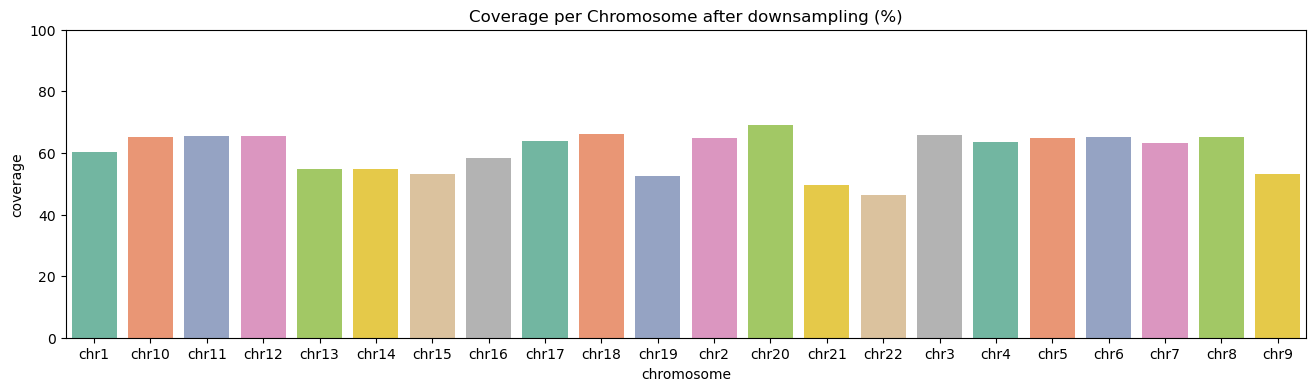 Coverage per Chromosome after downsampling (%)
100
80
60
40
20
0
coverage
chr1 chr10 chr11 chr12 chr13 chr14 chr15 chr16 chr17 chr18 chr19 chr2 chr20 chr21 chr22 chr3 chr4 chr5 chr6 chr7 chr8 chr9
chromosome